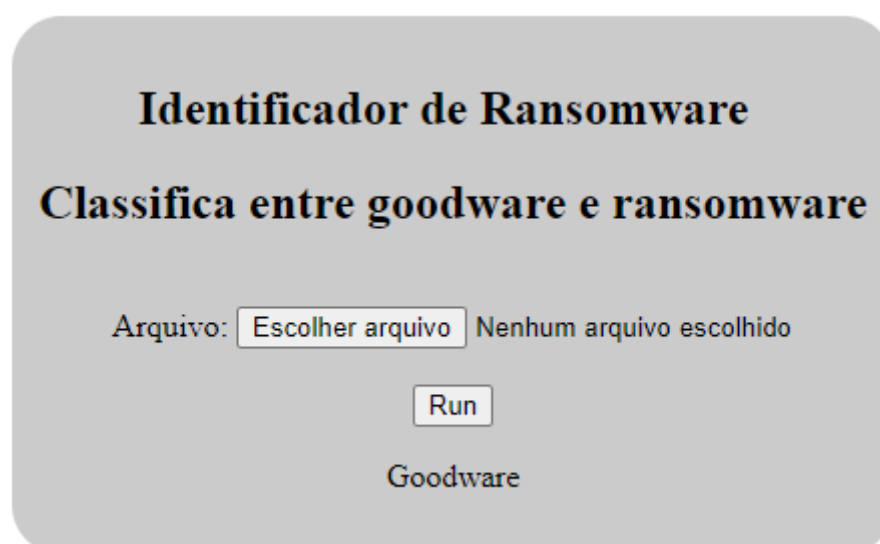 Identificador de Ransomware
Classifica entre goodware e ransomware
Arquivo: Escolher arquivo Nenhum arquivo escolhido
Run
Goodware